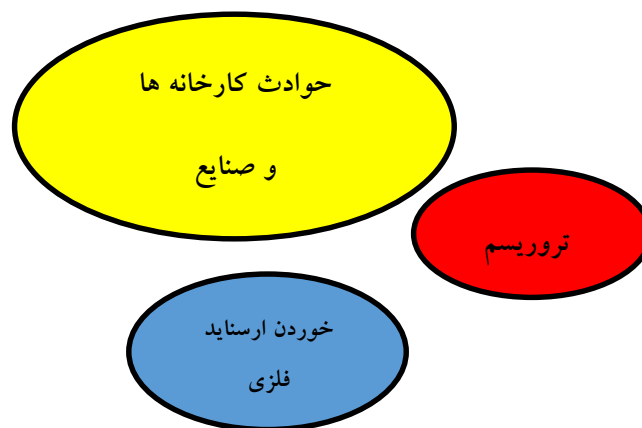 حوادث کارخانه ها
و صنایع
تروریسم
خوردن ارسناید
فلزی